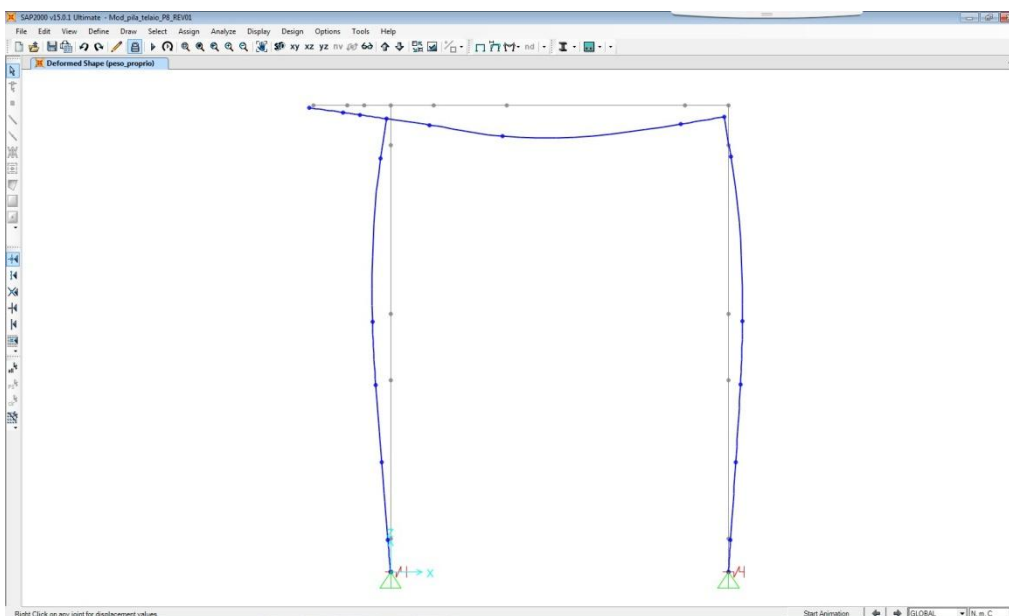 SAP2000 v15.0.1 Ultimate - Mod_pila_telaio_P8_REV01
File Edit View Define Draw Select Assign Analyze Display Design Options Tools Help
xy xz yz nv nd
Deformed Shape (peso_proprio)
X
Right Click on any joint for displacement values
Start Animation GLOBAL N, m, C